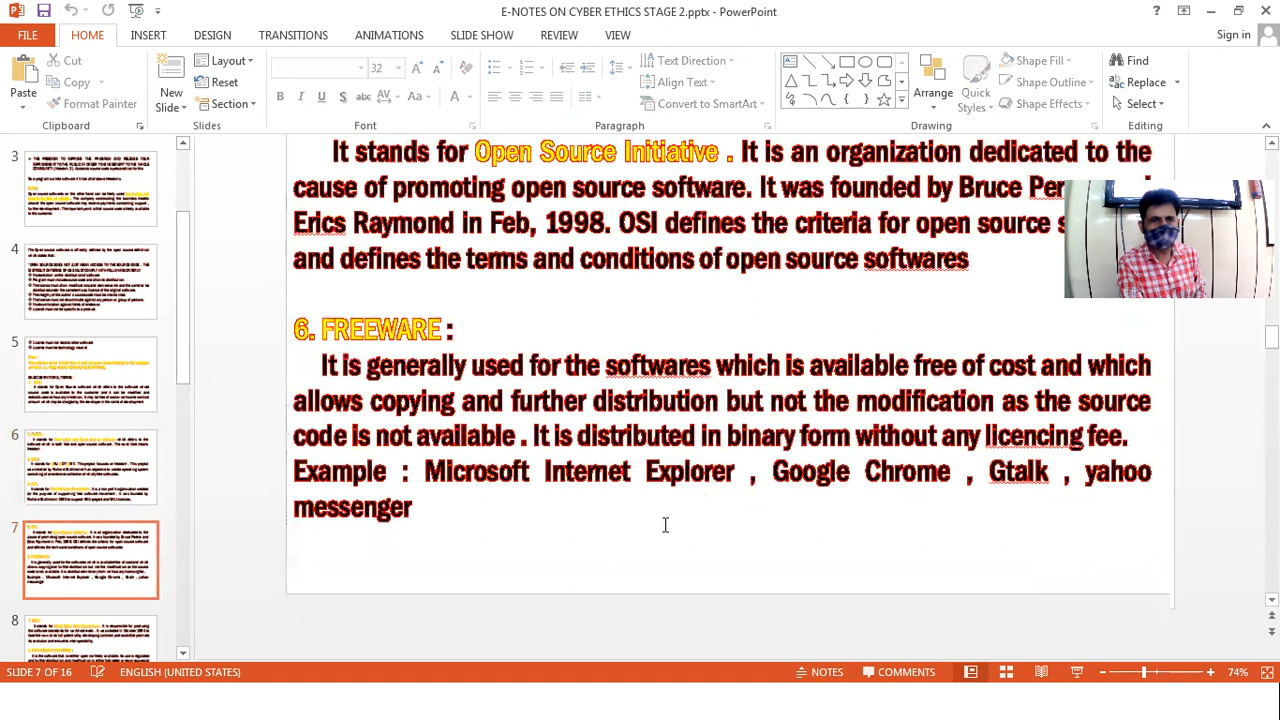 E-NOTES ON CYBER ETHICS STAGE 2.pptx - PowerPoint
FILE HOME INSERT DESIGN TRANSITIONS ANIMATIONS SLIDE SHOW REVIEW VIEW Sign in
Cut Layout 32 Text Direction Shape Fill Find
Paste Copy New Slide Reset Align Text Arrange Quick Styles Shape Outline Replace
Format Painter Section Convert to SmartArt Shape Effects Select
Clipboard Slides Font Paragraph Drawing Editing
It stands for Open Source Initiative . It is an organization dedicated to the
cause of promoting open source software. It was founded by Bruce
Erics Raymond in Feb, 1998. OSI defines the criteria for open source
and defines the terms and conditions of open source softwares
6. FREEWARE :
It is generally used for the softwares which is available free of cost and which
allows copying and further distribution but not the modification as the source
code is not available . It is distributed in binary form without any licencing fee.
Example : Microsoft Internet Explorer , Google Chrome , Gtalk , yahoo
messenger
3
4
5
6
7
8
SLIDE 7 OF 16 ENGLISH (UNITED STATES) NOTES COMMENTS 74%